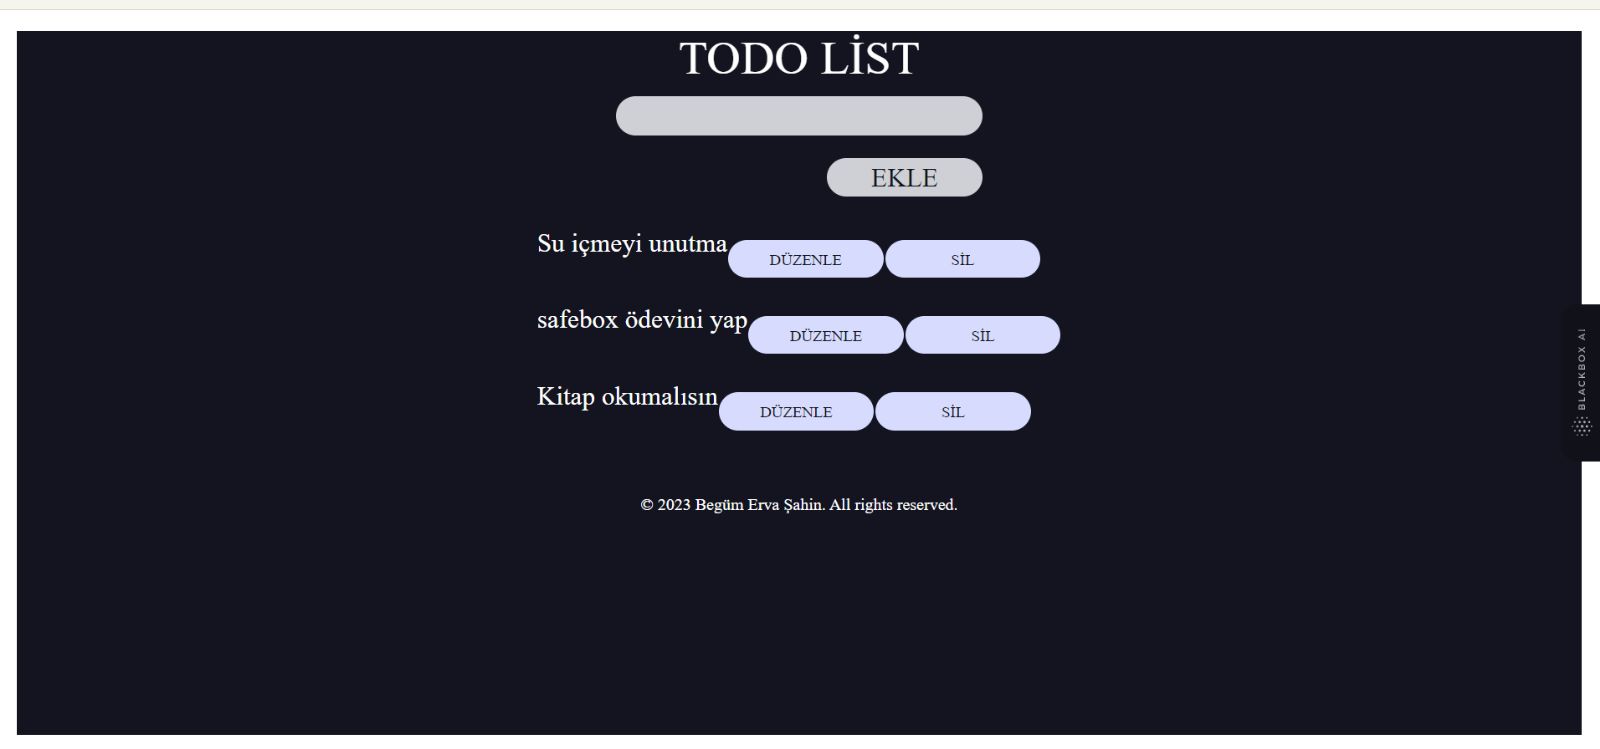 TODO LİST
EKLE
Su içmeyi unutma DÜZENLE SİL
safebox ödevini yap DÜZENLE SİL
Kitap okumalısın DÜZENLE SİL
BLACKBOX AI
© 2023 Begüm Erva Şahin. All rights reserved.